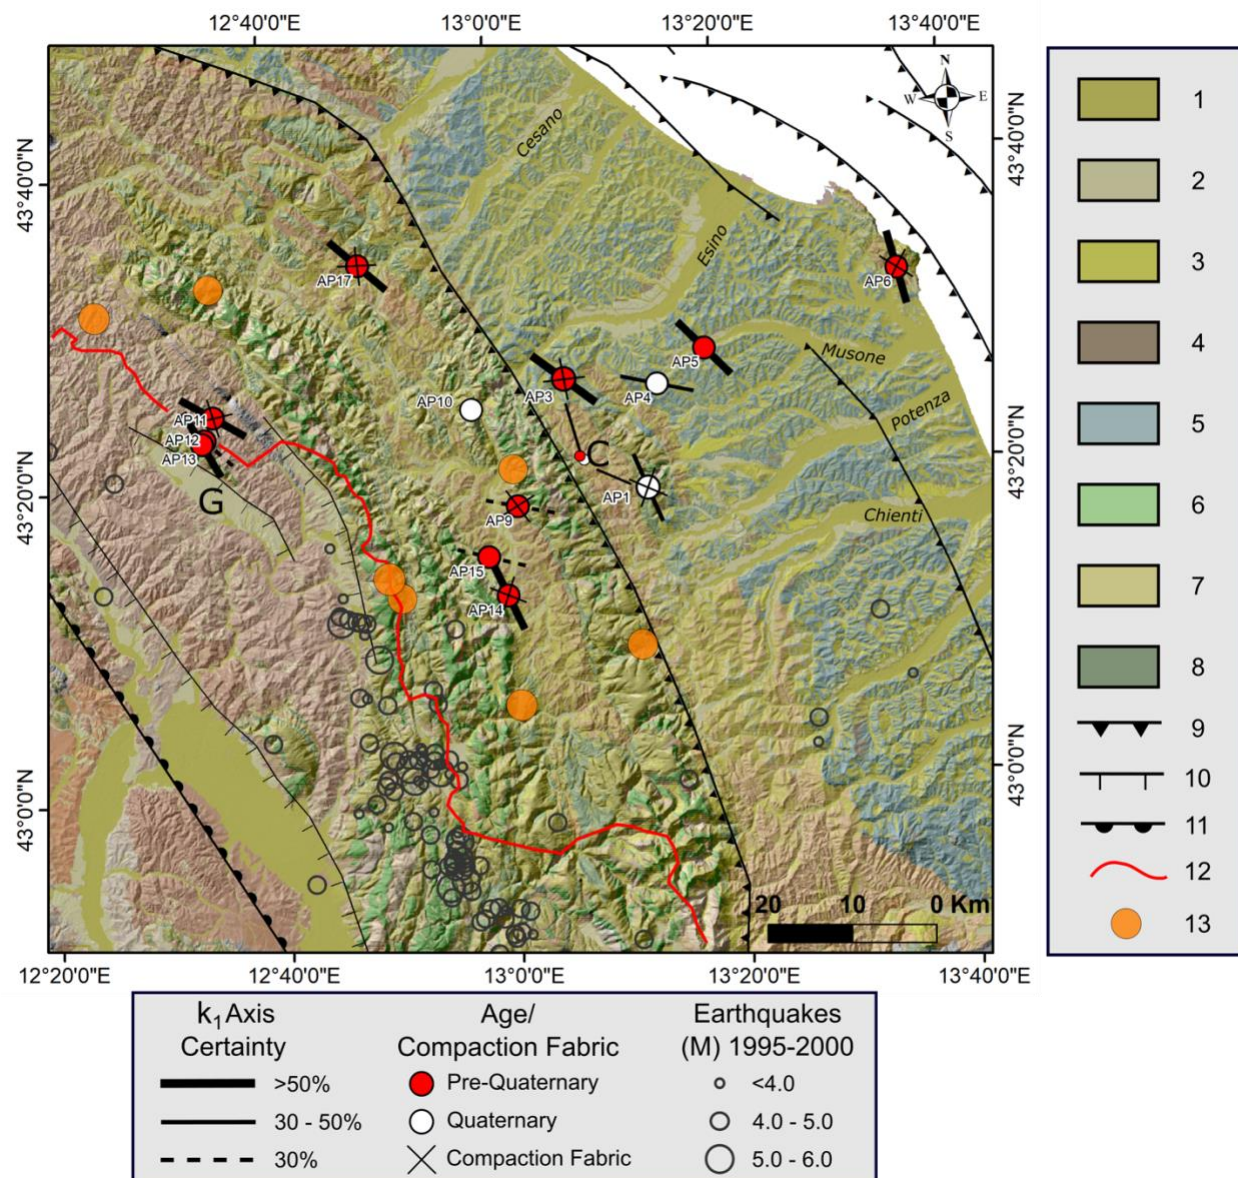 12°40'0"E 13°0'0"E 13°20'0"E 13°40'0"E
43°40'0"N
43°20'0"N
43°0'0"N
43°40'0"N
43°20'0"N
43°0'0"N
N
W E
S
Cesano
Esino
Musone
Potenza
Chienti
AP17
AP6
AP5
AP3
AP4
AP10
AP11
AP12
AP13
C
AP1
G
AP9
AP15
AP14
20 10 0 Km
12°20'0"E 12°40'0"E 13°0'0"E 13°20'0"E 13°40'0"E
1
2
3
4
5
6
7
8
9
10
11
12
13
k1 Axis
Certainty
>50%
30 - 50%
30%
Age/
Compaction Fabric
Pre-Quaternary
Quaternary
Compaction Fabric
Earthquakes
(M) 1995-2000
<4.0
4.0 - 5.0
5.0 - 6.0